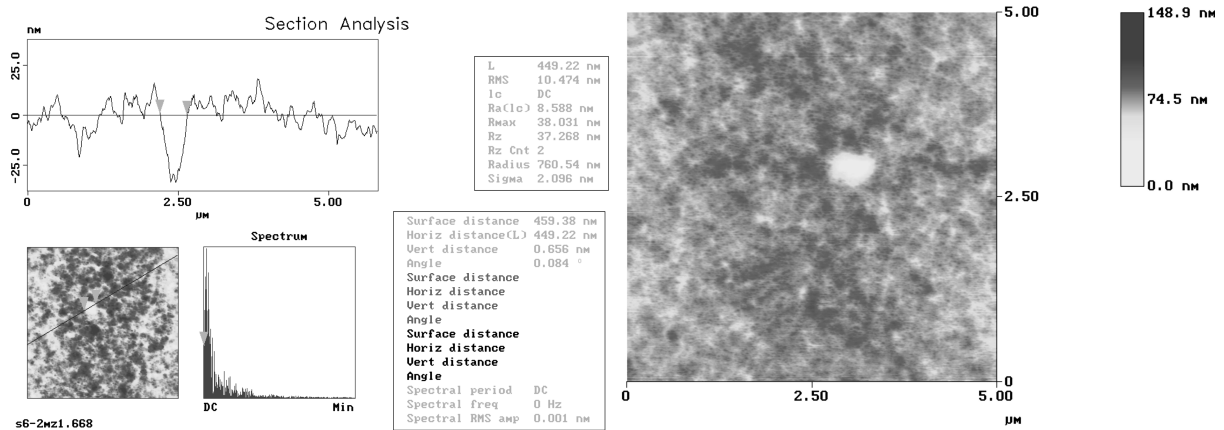 Section Analysis
nm
25.0
0
-25.0
0
2.50
5.00
µm
L 449.22 nm
RMS 10.474 nm
lc DC
Ra(lc) 8.588 nm
Rmax 38.031 nm
Rz 37.268 nm
Rz Cnt 2
Radius 760.54 nm
Sigma 2.096 nm
Spectrum
DC
Min
s6-2mz1.668
Surface distance 459.38 nm
Horiz distance(L) 449.22 nm
Vert distance 0.656 nm
Angle 0.084 °
Surface distance
Horiz distance
Vert distance
Angle
Surface distance
Horiz distance
Vert distance
Angle
Spectral period DC
Spectral freq 0 Hz
Spectral RMS amp 0.001 nm
5.00
2.50
0
0
2.50
5.00
µm
148.9 nm
74.5 nm
0.0 nm